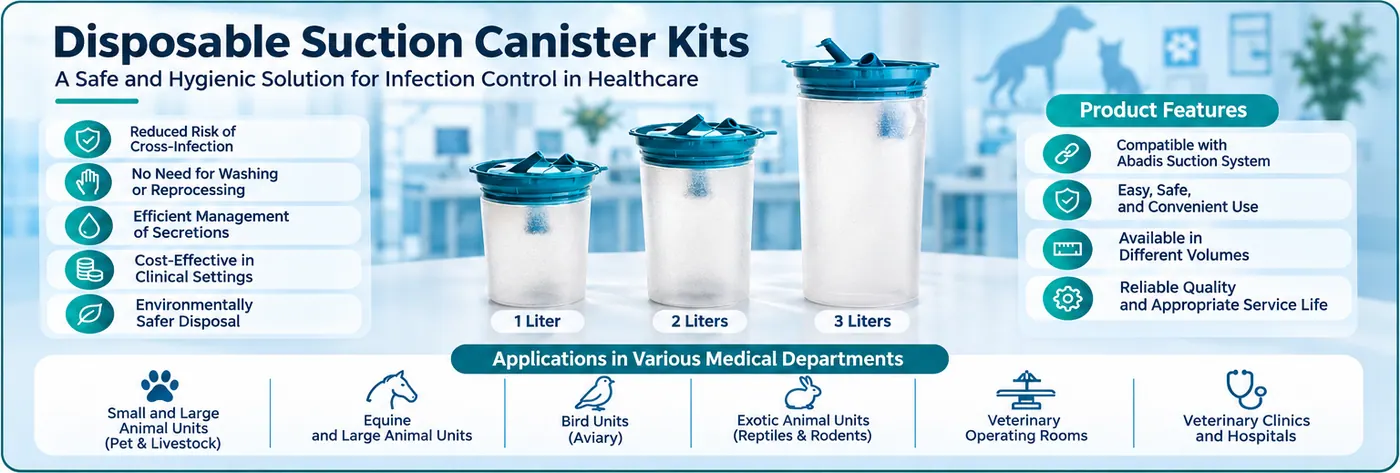 Disposable Suction Canister Kits
A Safe and Hygienic Solution for Infection Control in Healthcare
Reduced Risk of
Cross-Infection
No Need for Washing
or Reprocessing
Efficient Management
of Secretions
Cost-Effective in
Clinical Settings
Environmentally
Safer Disposal
1 Liter
2 Liters
3 Liters
Product Features
Compatible with
Abadis Suction System
Easy, Safe,
and Convenient Use
Available in
Different Volumes
Reliable Quality
and Appropriate Service Life
Applications in Various Medical Departments
Small and Large
Animal Units
(Pet & Livestock)
Equine
and Large Animal Units
Bird Units
(Aviary)
Exotic Animal Units
(Reptiles & Rodents)
Veterinary
Operating Rooms
Veterinary Clinics
and Hospitals